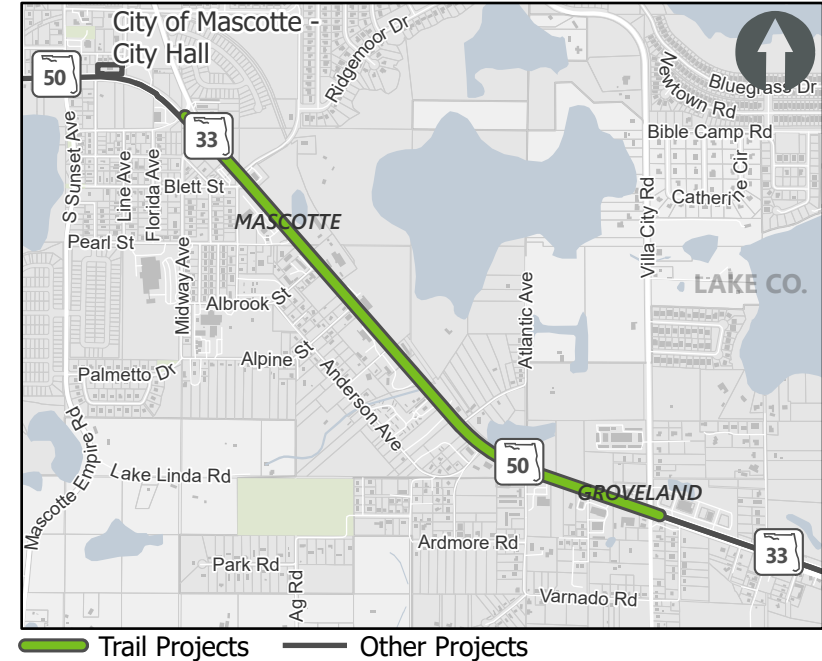 City of Mascotte -
City Hall
50
33
Ridgemoor Dr
Newtown Rd
Bluegrass Dr
Bible Camp Rd
Catherine Cir
S Sunset Ave
Line Ave
Florida Ave
Blett St
MASCOTTE
Pearl St
Midway Ave
Villa City Rd
LAKE CO.
Albrook St
Atlantic Ave
Alpine St
Palmetto Dr
Anderson Ave
Mascotte Empire Rd
Lake Linda Rd
50
GROVELAND
Ardmore Rd
33
Park Rd
Ag Rd
Varnado Rd
Trail Projects
Other Projects